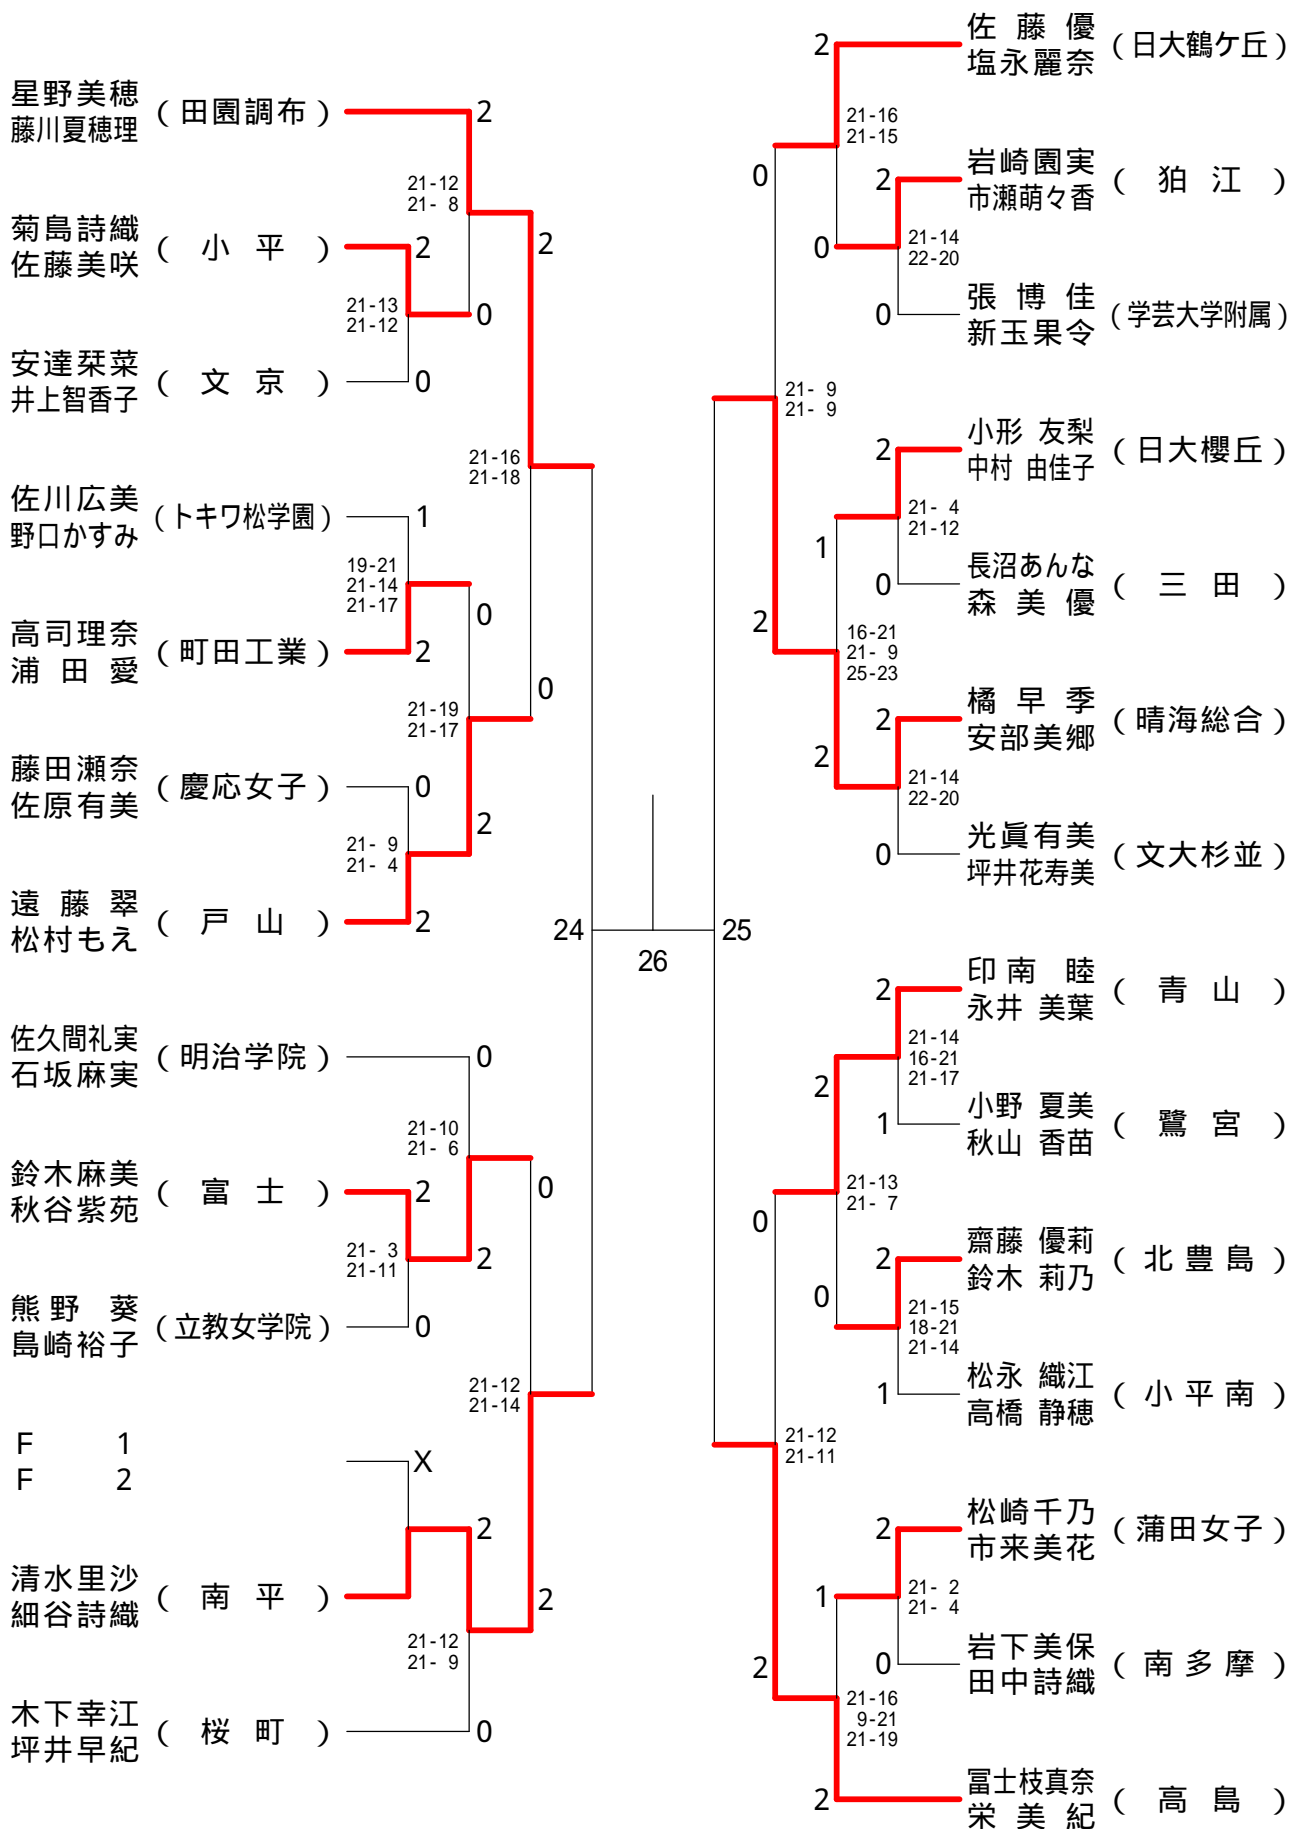 星野美穂
藤川夏穂理
(田園調布)
2
21-12
21- 8
菊島詩織
佐藤美咲
(小平)
2
2
21-13
21-12
0
安達栞菜
井上智香子
(文京)
0
21-16
21-18
佐川広美
野口かすみ
(トキワ松学園)
1
19-21
21-14
21-17
0
高司理奈
浦田愛
(町田工業)
2
0
21-19
21-17
藤田瀬奈
佐原有美
(慶応女子)
0
2
21- 9
21- 4
遠藤翠
松村もえ
(戸山)
2
24
26
25
佐久間礼実
石坂麻実
(明治学院)
0
21-10
21- 6
鈴木麻美
秋谷紫苑
(富士)
2
0
21- 3
21-11
2
熊野葵
島崎裕子
(立教女学院)
0
21-12
21-14
F 1
F 2
X
2
清水里沙
細谷詩織
(南平)
2
21-12
21- 9
木下幸江
坪井早紀
(桜町)
0
2
佐藤優
塩永麗奈
(日大鶴ケ丘)
21-16
21-15
0
2
岩崎園実
市瀬萌々香
(狛江)
0
21-14
22-20
0
張博佳
新玉果令
(学芸大学附属)
21- 9
21- 9
2
小形 友梨
中村 由佳子
(日大櫻丘)
21- 4
21-12
1
0
長沼あんな
森美優
(三田)
2
16-21
21- 9
25-23
2
橘早季
安部美郷
(晴海総合)
2
21-14
22-20
0
光眞有美
坪井花寿美
(文大杉並)
2
印南 睦
永井 美葉
(青山)
21-14
16-21
21-17
2
1
小野 夏美
秋山 香苗
(鷺宮)
21-13
21- 7
0
2
齋藤 優莉
鈴木 莉乃
(北豊島)
0
21-15
18-21
21-14
1
松永 織江
高橋 静穂
(小平南)
21-12
21-11
2
松崎千乃
市来美花
(蒲田女子)
21- 2
21- 4
1
0
岩下美保
田中詩織
(南多摩)
2
21-16
9-21
21-19
2
冨士枝真奈
栄美紀
(高島)